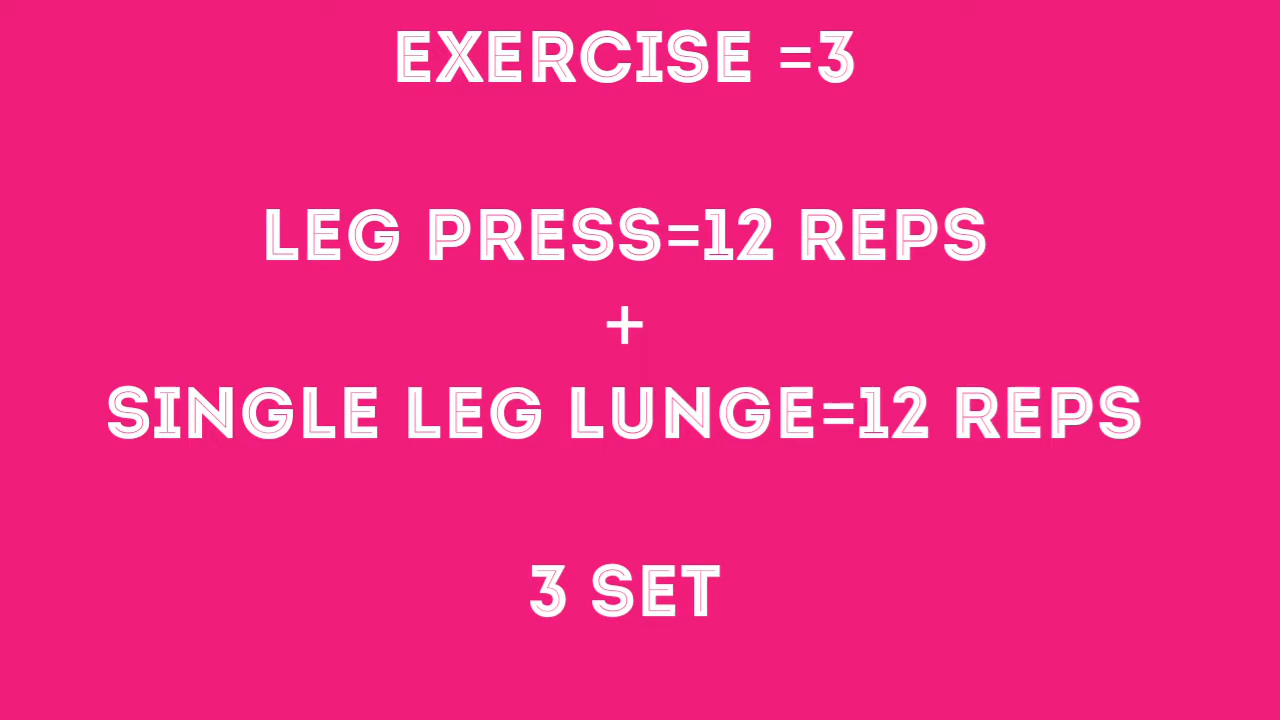 EXERCISE =3
LEG PRESS=12 REPS
+
SINGLE LEG LUNGE=12 REPS
3 SET